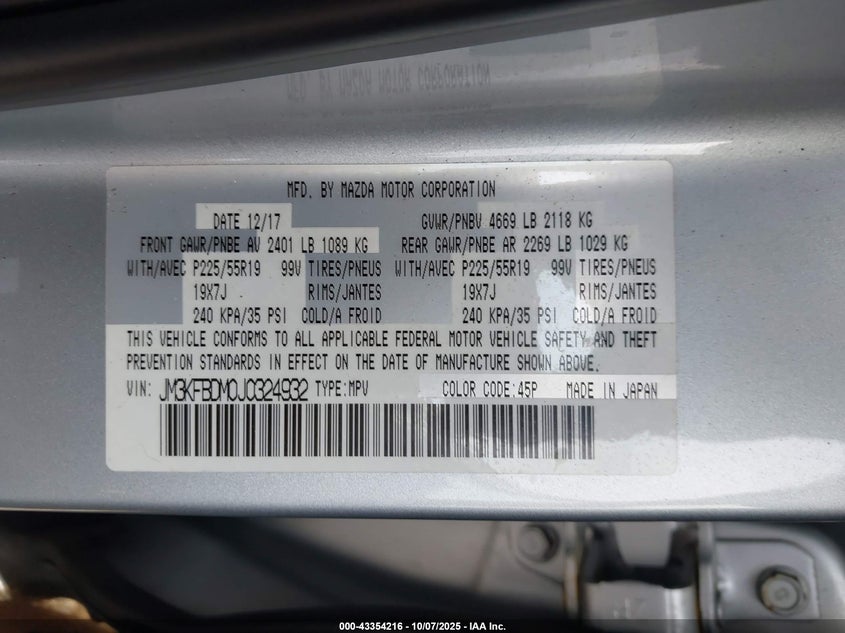 MFD. BY MAZDA MOTOR CORPORATION
DATE 12/17 GVWR/PNBV 4669 LB 2118 KG
FRONT GAWR/PNBE AV 2401 LB 1089 KG REAR GAWR/PNBE AR 2269 LB 1029 KG
WITH/AVEC P225/55R19 99V TIRES/PNEUS WITH/AVEC P225/55R19 99V TIRES/PNEUS
19X7J RIMS/JANTES 19X7J RIMS/JANTES
240 KPA/35 PSI COLD/A FROID 240 KPA/35 PSI COLD/A FROID
THIS VEHICLE CONFORMS TO ALL APPLICABLE FEDERAL MOTOR VEHICLE SAFETY AND THEFT
PREVENTION STANDARDS IN EFFECT ON THE DATE OF MANUFACTURE SHOWN ABOVE.
VIN: JM3KFBDM0J0324932 TYPE:MPV COLOR CODE:45P MADE IN JAPAN
000-43354216 - 10/07/2025 - IAA Inc.